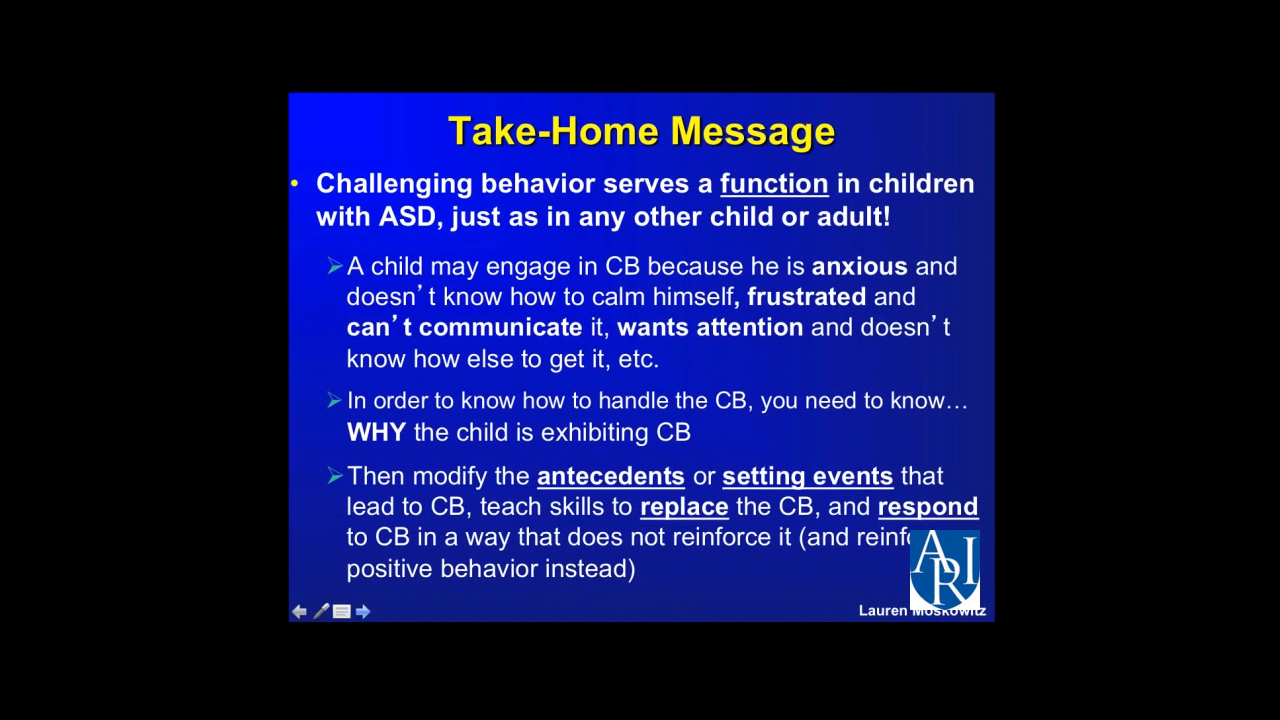 Take-Home Message
• Challenging behavior serves a function in children
with ASD, just as in any other child or adult!
➢A child may engage in CB because he is anxious and
doesn’t know how to calm himself, frustrated and
can’t communicate it, wants attention and doesn’t
know how else to get it, etc.
➢In order to know how to handle the CB, you need to know…
WHY the child is exhibiting CB
➢Then modify the antecedents or setting events that
lead to CB, teach skills to replace the CB, and respond
to CB in a way that does not reinforce it (and
positive behavior instead)
ARI
Lauren Moskowitz